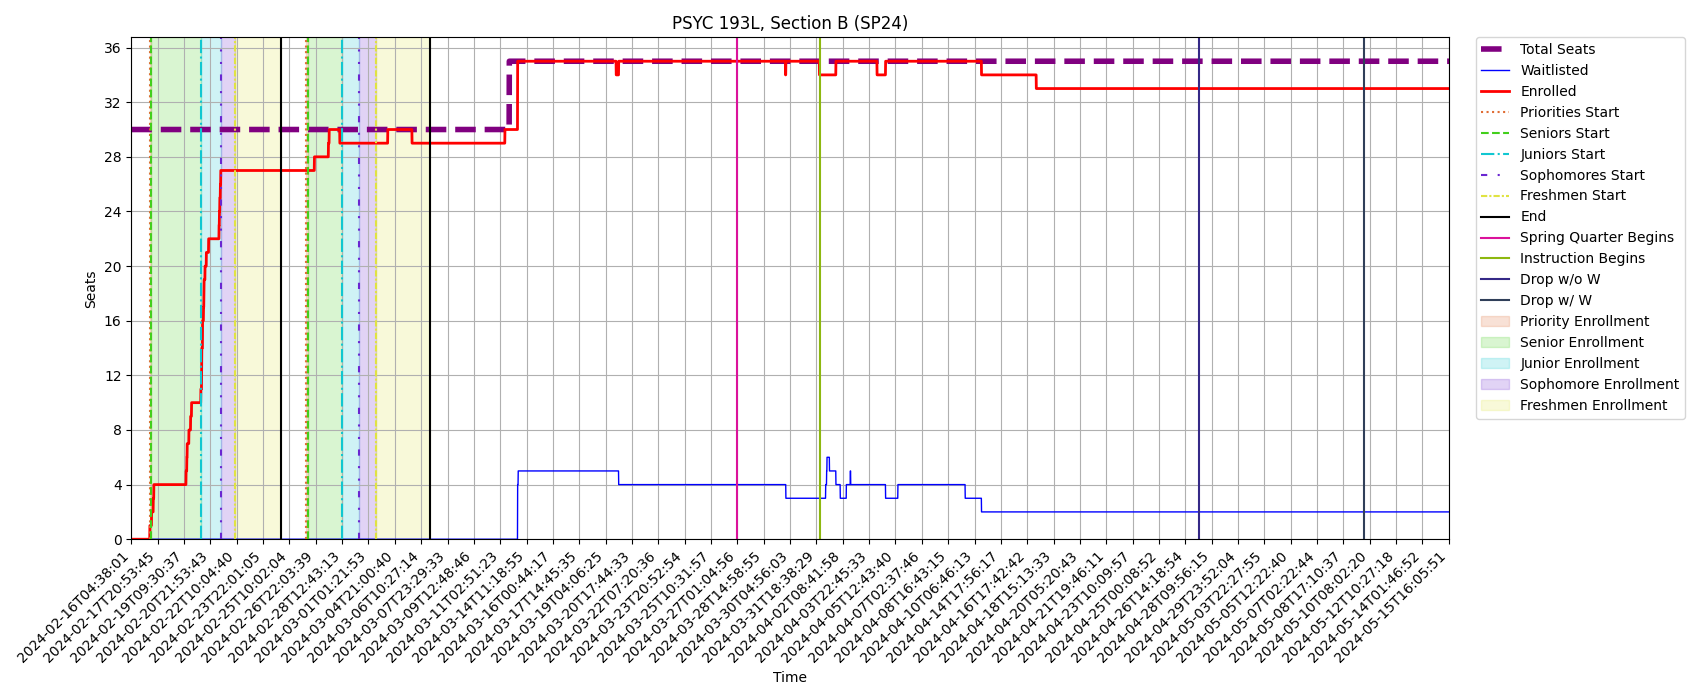 PSYC 193L, Section B (SP24)
Seats
36
32
28
24
20
16
12
8
4
0
2024-02-16T04:38:01
2024-02-17T20:53:45
2024-02-19T09:30:37
2024-02-20T21:53:43
2024-02-22T10:04:40
2024-02-23T22:01:05
2024-02-25T10:02:04
2024-02-26T22:03:39
2024-02-28T12:43:13
2024-03-01T01:21:53
2024-03-04T21:00:40
2024-03-06T10:27:14
2024-03-07T23:29:33
2024-03-09T12:48:46
2024-03-11T02:51:23
2024-03-14T11:18:55
2024-03-16T00:44:17
2024-03-17T14:45:35
2024-03-19T04:06:25
2024-03-20T17:44:33
2024-03-22T07:20:36
2024-03-23T20:52:54
2024-03-25T10:31:57
2024-03-27T01:04:56
2024-03-28T14:58:55
2024-03-30T04:56:03
2024-03-31T18:38:29
2024-04-02T08:41:58
2024-04-03T22:45:33
2024-04-05T12:43:40
2024-04-07T02:37:46
2024-04-08T16:43:15
2024-04-10T06:46:13
2024-04-14T17:56:17
2024-04-16T17:42:42
2024-04-18T15:13:33
2024-04-20T05:20:43
2024-04-21T19:46:11
2024-04-23T10:09:57
2024-04-25T00:08:52
2024-04-26T14:18:54
2024-04-28T09:56:15
2024-04-29T23:52:04
2024-05-03T22:27:55
2024-05-05T12:22:40
2024-05-07T02:22:44
2024-05-08T17:10:37
2024-05-10T08:02:20
2024-05-12T10:27:18
2024-05-14T01:46:52
2024-05-15T16:05:51
Time
Total Seats
Waitlisted
Enrolled
Priorities Start
Seniors Start
Juniors Start
Sophomores Start
Freshmen Start
End
Spring Quarter Begins
Instruction Begins
Drop w/o W
Drop w/ W
Priority Enrollment
Senior Enrollment
Junior Enrollment
Sophomore Enrollment
Freshmen Enrollment